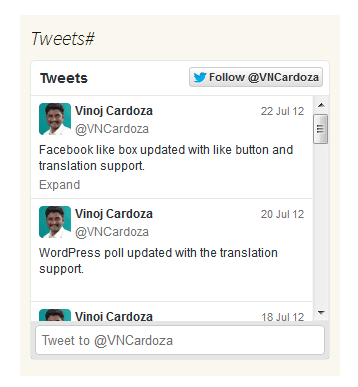 Tweets#
Tweets
Follow @VNCardoza
Vinoj Cardoza 22 Jul 12
@VNCardoza
Facebook like box updated with like button and
translation support.
Expand
Vinoj Cardoza 20 Jul 12
@VNCardoza
WordPress poll updated with the translation
support.
Vinoj Cardoza 18 Jul 12
Tweet to @VNCardoza